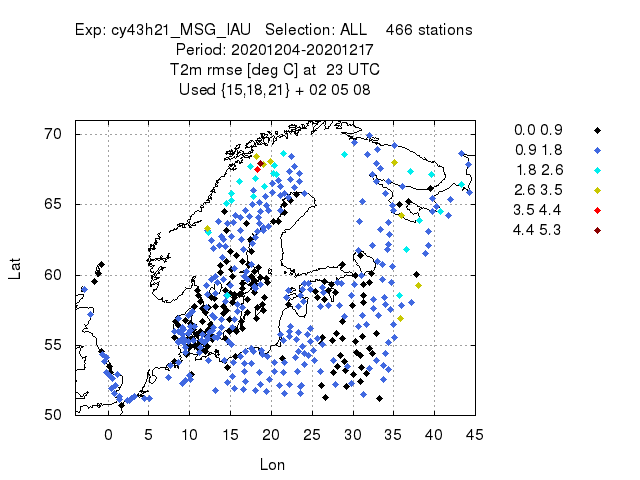 Exp: cy43h21_MSG_IAU   Selection: ALL    466 stations
Period: 20201204-20201217
T2m rmse [deg C] at  23 UTC
Used {15,18,21} + 02 05 08
0.0 0.9
0.9 1.8
1.8 2.6
2.6 3.5
3.5 4.4
4.4 5.3
Lat
70
65
60
55
50
0 5 10 15 20 25 30 35 40 45
Lon